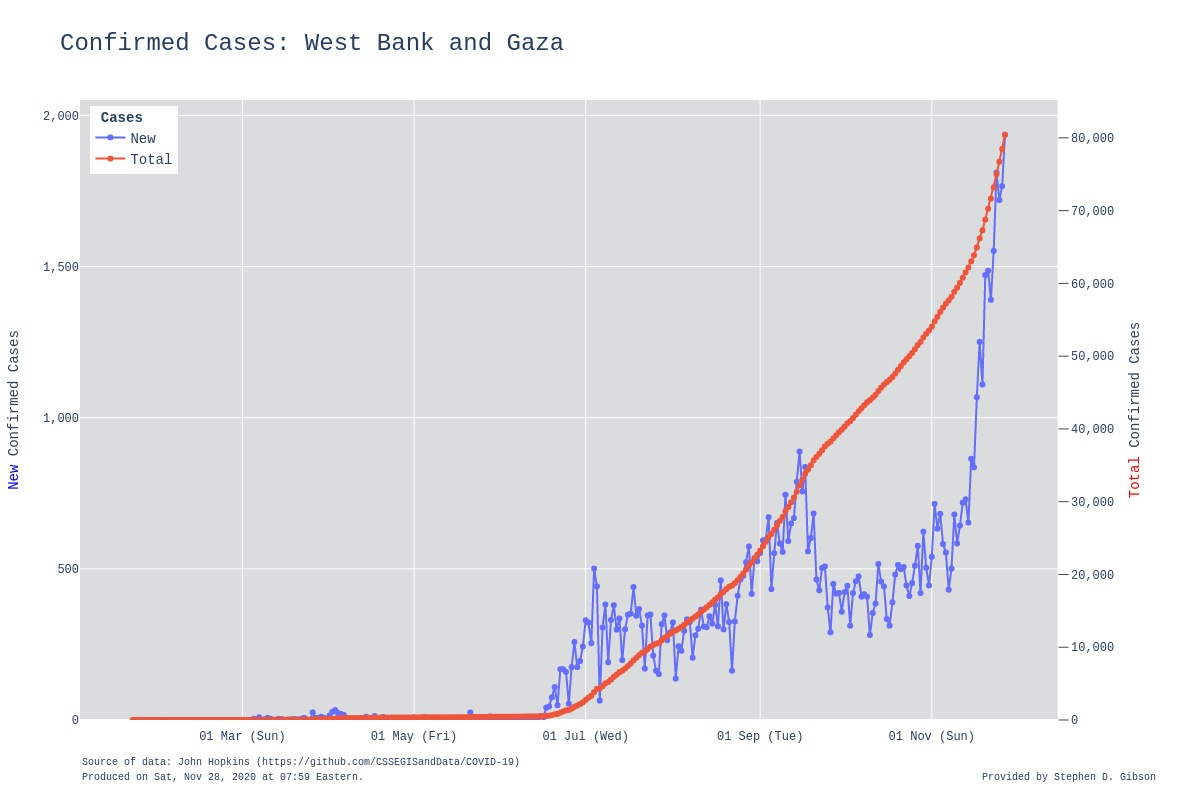 Confirmed Cases: West Bank and Gaza
Cases
New
Total
2,000
1,500
1,000
500
0
New Confirmed Cases
80,000
70,000
60,000
50,000
40,000
30,000
20,000
10,000
0
Total Confirmed Cases
01 Mar (Sun)
01 May (Fri)
01 Jul (Wed)
01 Sep (Tue)
01 Nov (Sun)
Source of data: John Hopkins (https://github.com/CSSEGISandData/COVID-19)
Produced on Sat, Nov 28, 2020 at 07:59 Eastern.
Provided by Stephen D. Gibson